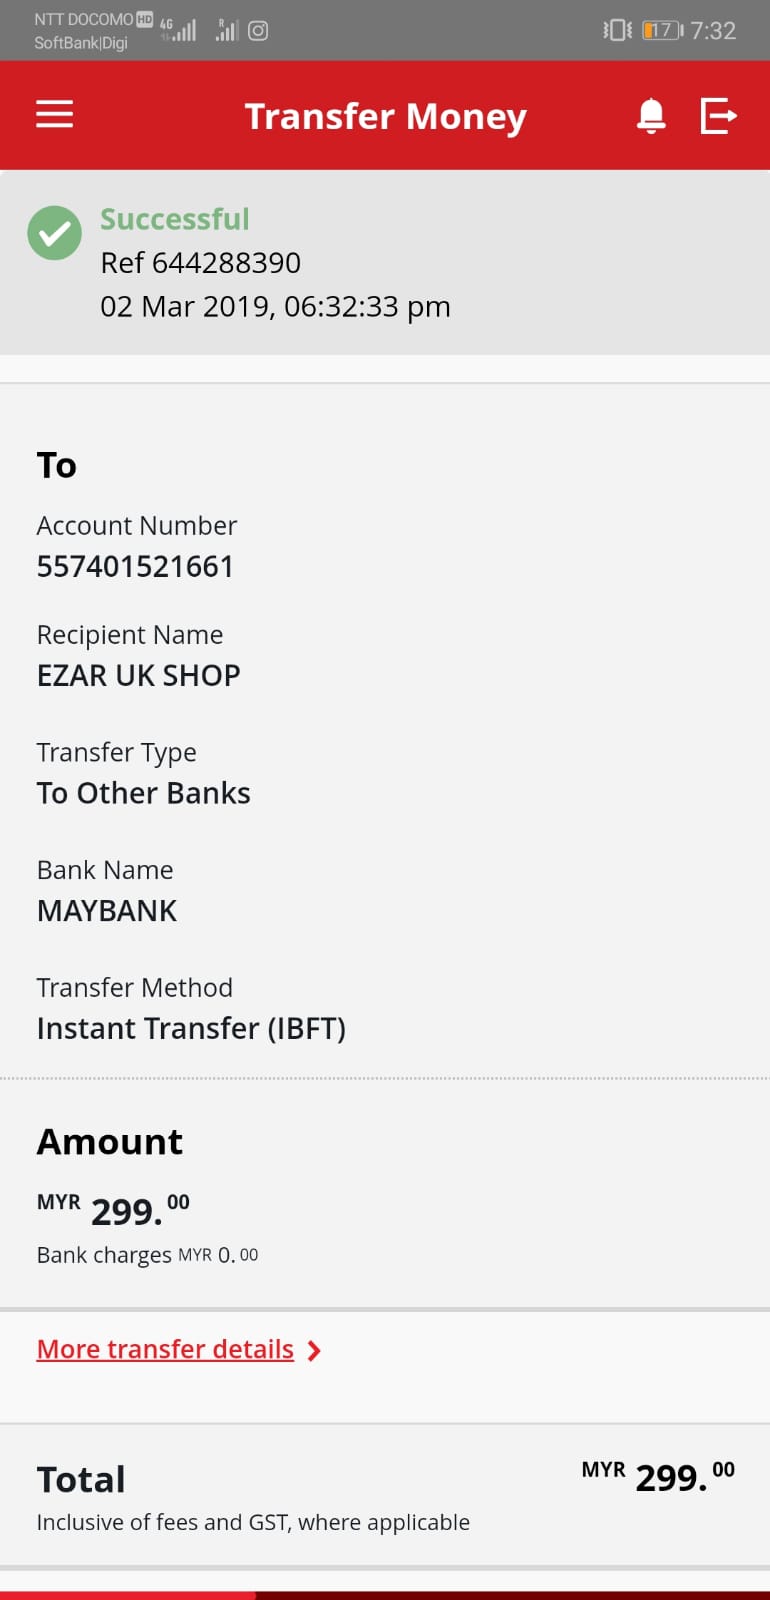 NTT DOCOMO HD 4G R 17 7:32
SoftBank|Digi
Transfer Money
Successful
Ref 644288390
02 Mar 2019, 06:32:33 pm
To
Account Number
557401521661
Recipient Name
EZAR UK SHOP
Transfer Type
To Other Banks
Bank Name
MAYBANK
Transfer Method
Instant Transfer (IBFT)
Amount
MYR 299.00
Bank charges MYR 0.00
More transfer details
Total MYR 299.00
Inclusive of fees and GST, where applicable